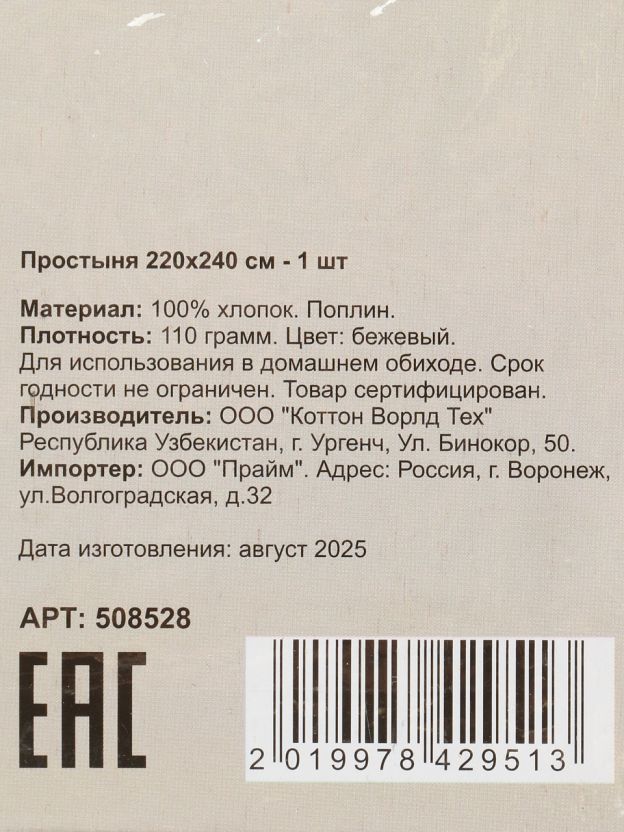 Простыня 220х240 см - 1 шт
Материал: 100% хлопок. Поплин.
Плотность: 110 грамм. Цвет: бежевый.
Для использования в домашнем обиходе. Срок
годности не ограничен. Товар сертифицирован.
Производитель: ООО "Коттон Ворлд Тех"
Республика Узбекистан, г. Ургенч, Ул. Бинокор, 50.
Импортер: ООО "Прайм". Адрес: Россия, г. Воронеж,
ул.Волгоградская, д.32
Дата изготовления: август 2025
АРТ: 508528
ЕАС
2 019978 429513